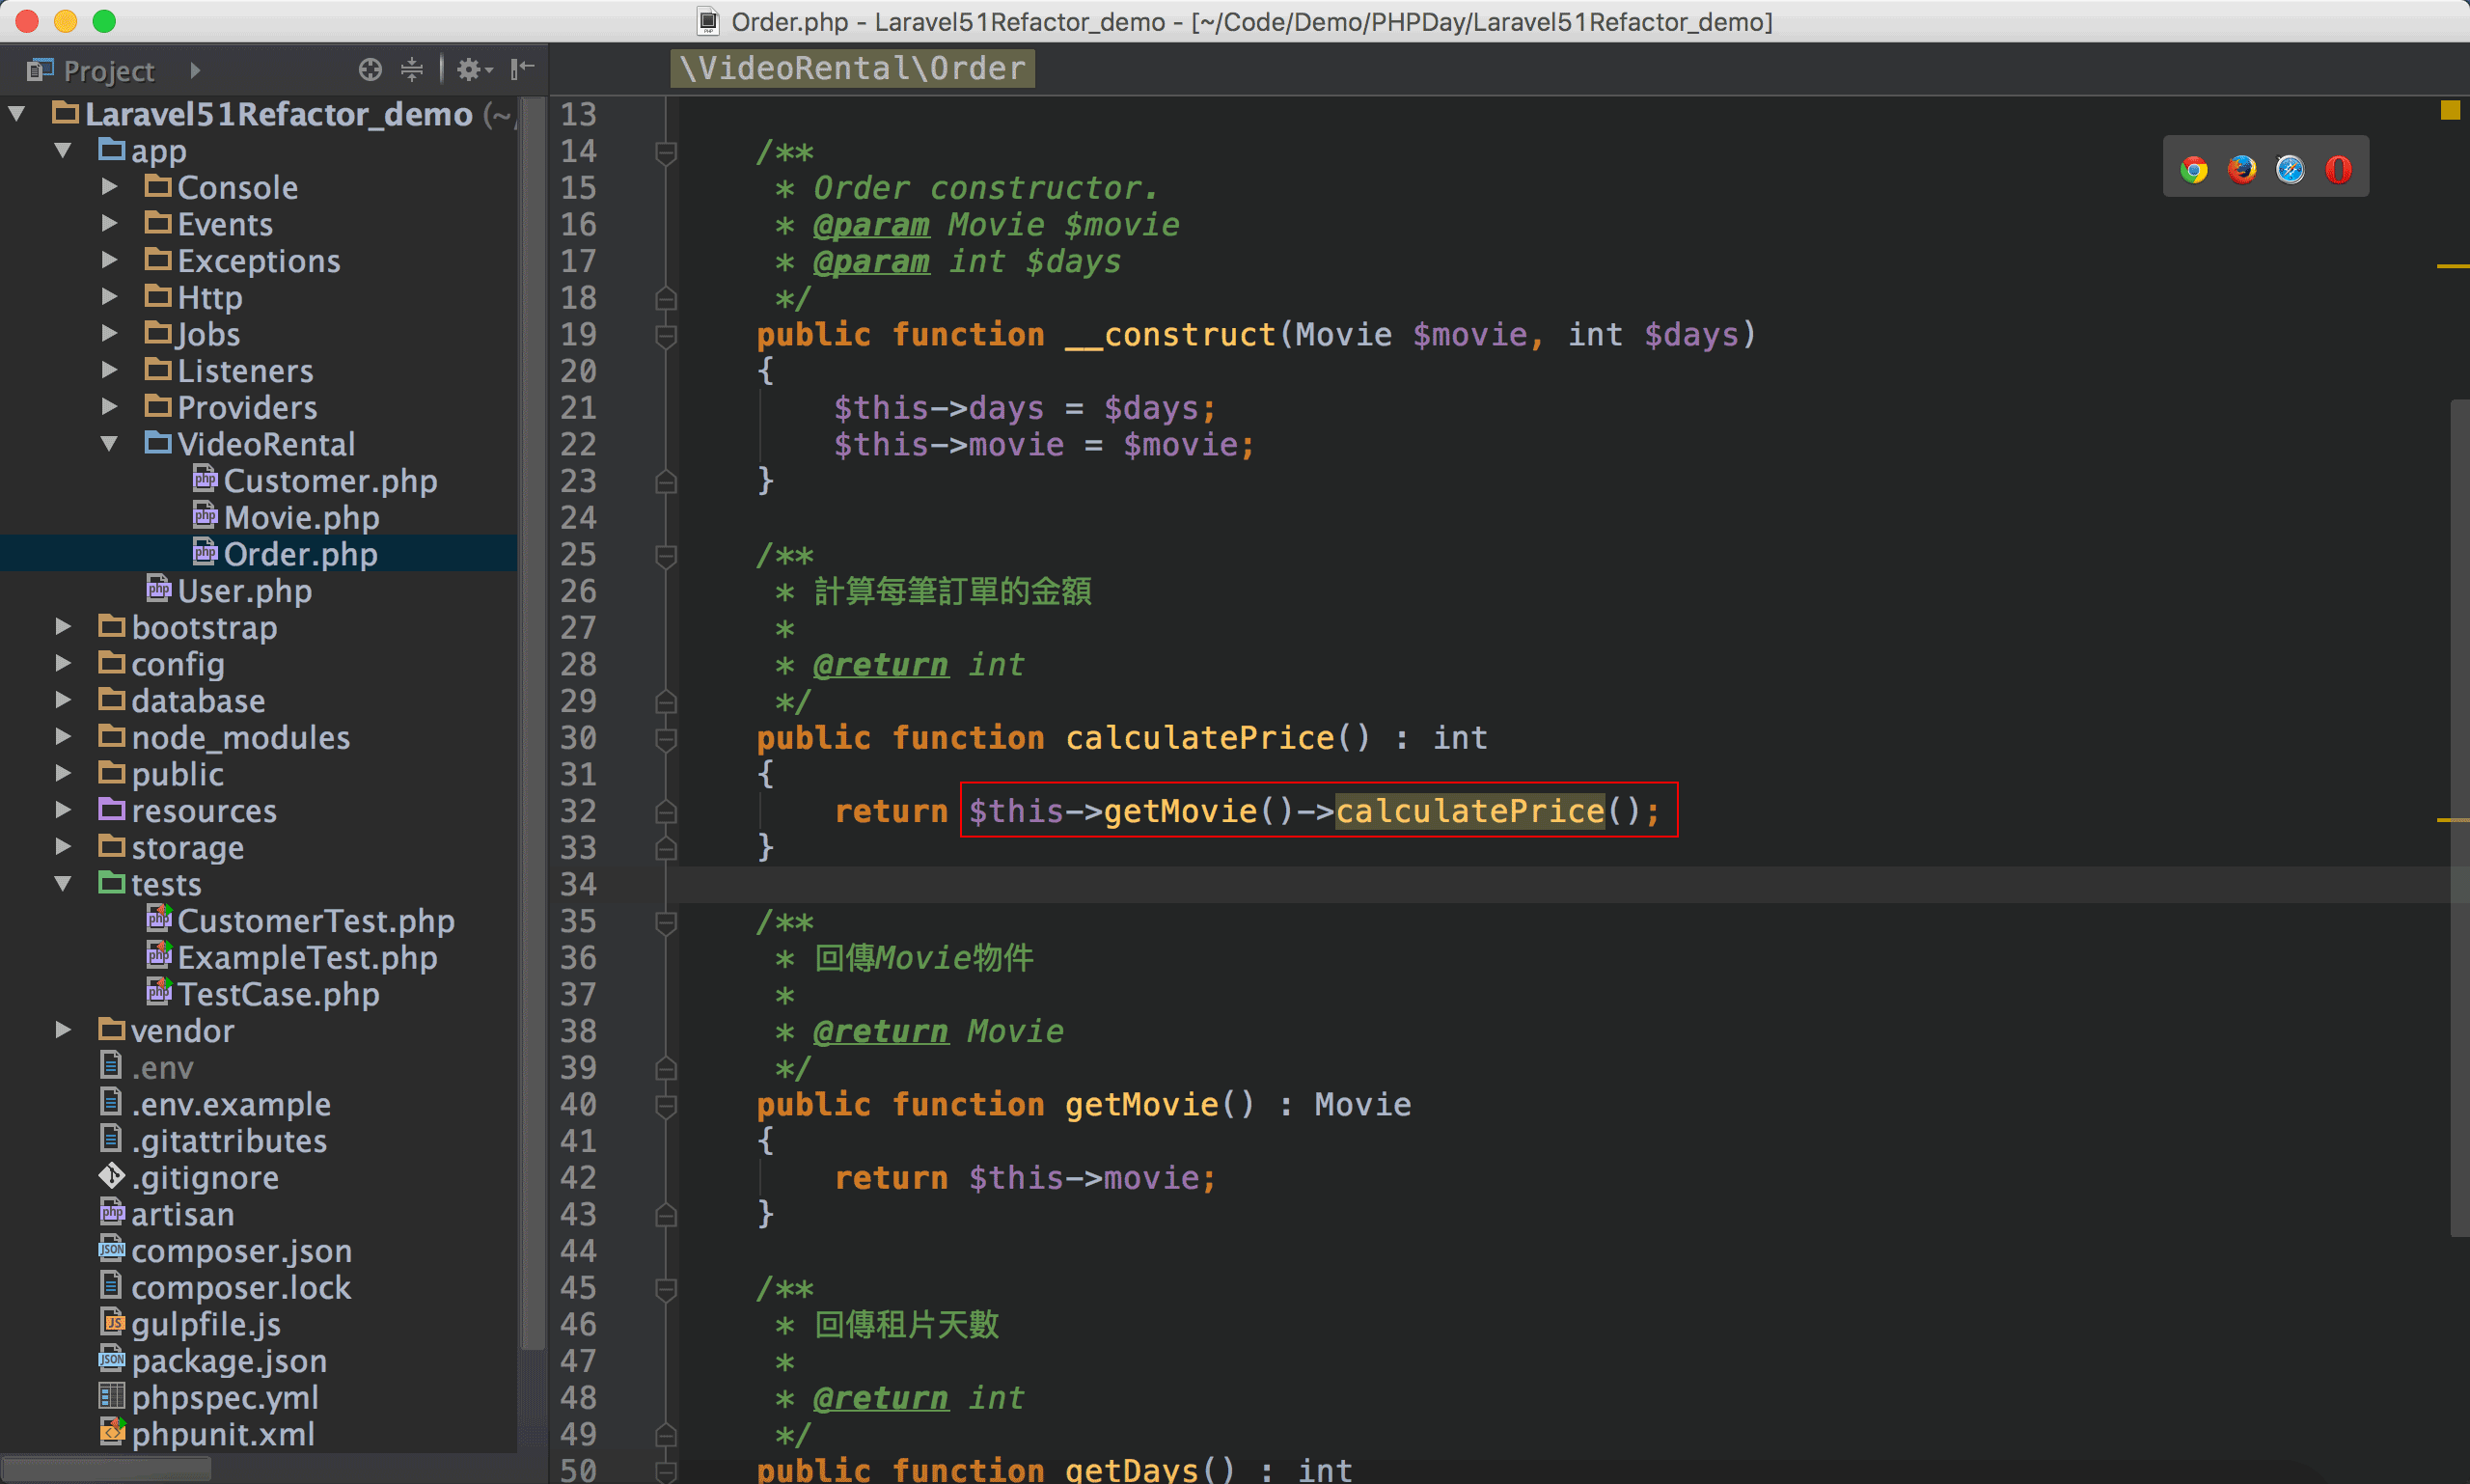 Order.php - Laravel51Refactor_demo - [~/Code/Demo/PHPDay/Laravel51Refactor_demo]
Project
\VideoRental\Order
Laravel51Refactor_demo (~/
app
Console
Events
Exceptions
Http
Jobs
Listeners
Providers
VideoRental
Customer.php
Movie.php
Order.php
User.php
bootstrap
config
database
node_modules
public
resources
storage
tests
CustomerTest.php
ExampleTest.php
TestCase.php
vendor
.env
.env.example
.gitattributes
.gitignore
artisan
composer.json
composer.lock
gulpfile.js
package.json
phpspec.yml
phpunit.xml
13
14 /**
15 * Order constructor.
16 * @param Movie $movie
17 * @param int $days
18 */
19 public function __construct(Movie $movie, int $days)
20 {
21 $this->days = $days;
22 $this->movie = $movie;
23 }
24
25 /**
26 * 計算每筆訂單的金額
27 *
28 * @return int
29 */
30 public function calculatePrice() : int
31 {
32 return $this->getMovie()->calculatePrice();
33 }
34
35 /**
36 * 回傳Movie物件
37 *
38 * @return Movie
39 */
40 public function getMovie() : Movie
41 {
42 return $this->movie;
43 }
44
45 /**
46 * 回傳租片天數
47 *
48 * @return int
49 */
50 public function getDays() : int